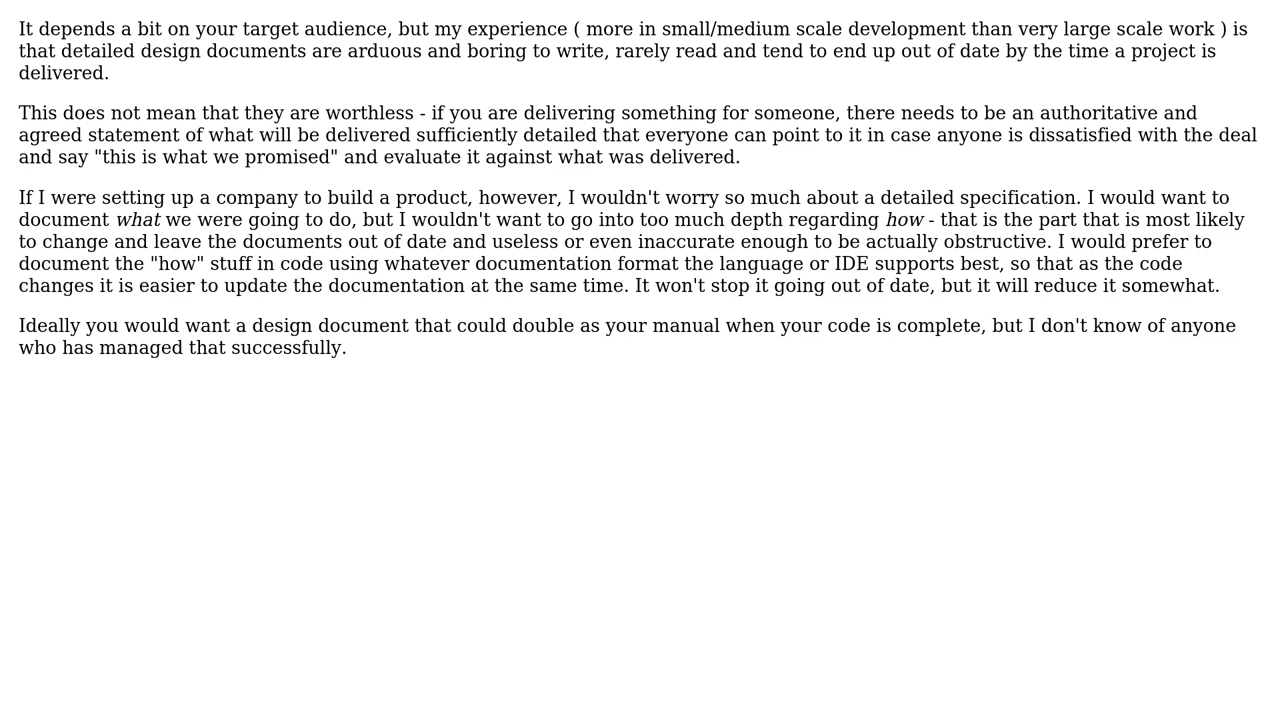 It depends a bit on your target audience, but my experience ( more in small/medium scale development than very large scale work ) is
that detailed design documents are arduous and boring to write, rarely read and tend to end up out of date by the time a project is
delivered.
This does not mean that they are worthless - if you are delivering something for someone, there needs to be an authoritative and
agreed statement of what will be delivered sufficiently detailed that everyone can point to it in case anyone is dissatisfied with the deal
and say "this is what we promised" and evaluate it against what was delivered.
If I were setting up a company to build a product, however, I wouldn't worry so much about a detailed specification. I would want to
document what we were going to do, but I wouldn't want to go into too much depth regarding how - that is the part that is most likely
to change and leave the documents out of date and useless or even inaccurate enough to be actually obstructive. I would prefer to
document the "how" stuff in code using whatever documentation format the language or IDE supports best, so that as the code
changes it is easier to update the documentation at the same time. It won't stop it going out of date, but it will reduce it somewhat.
Ideally you would want a design document that could double as your manual when your code is complete, but I don't know of anyone
who has managed that successfully.